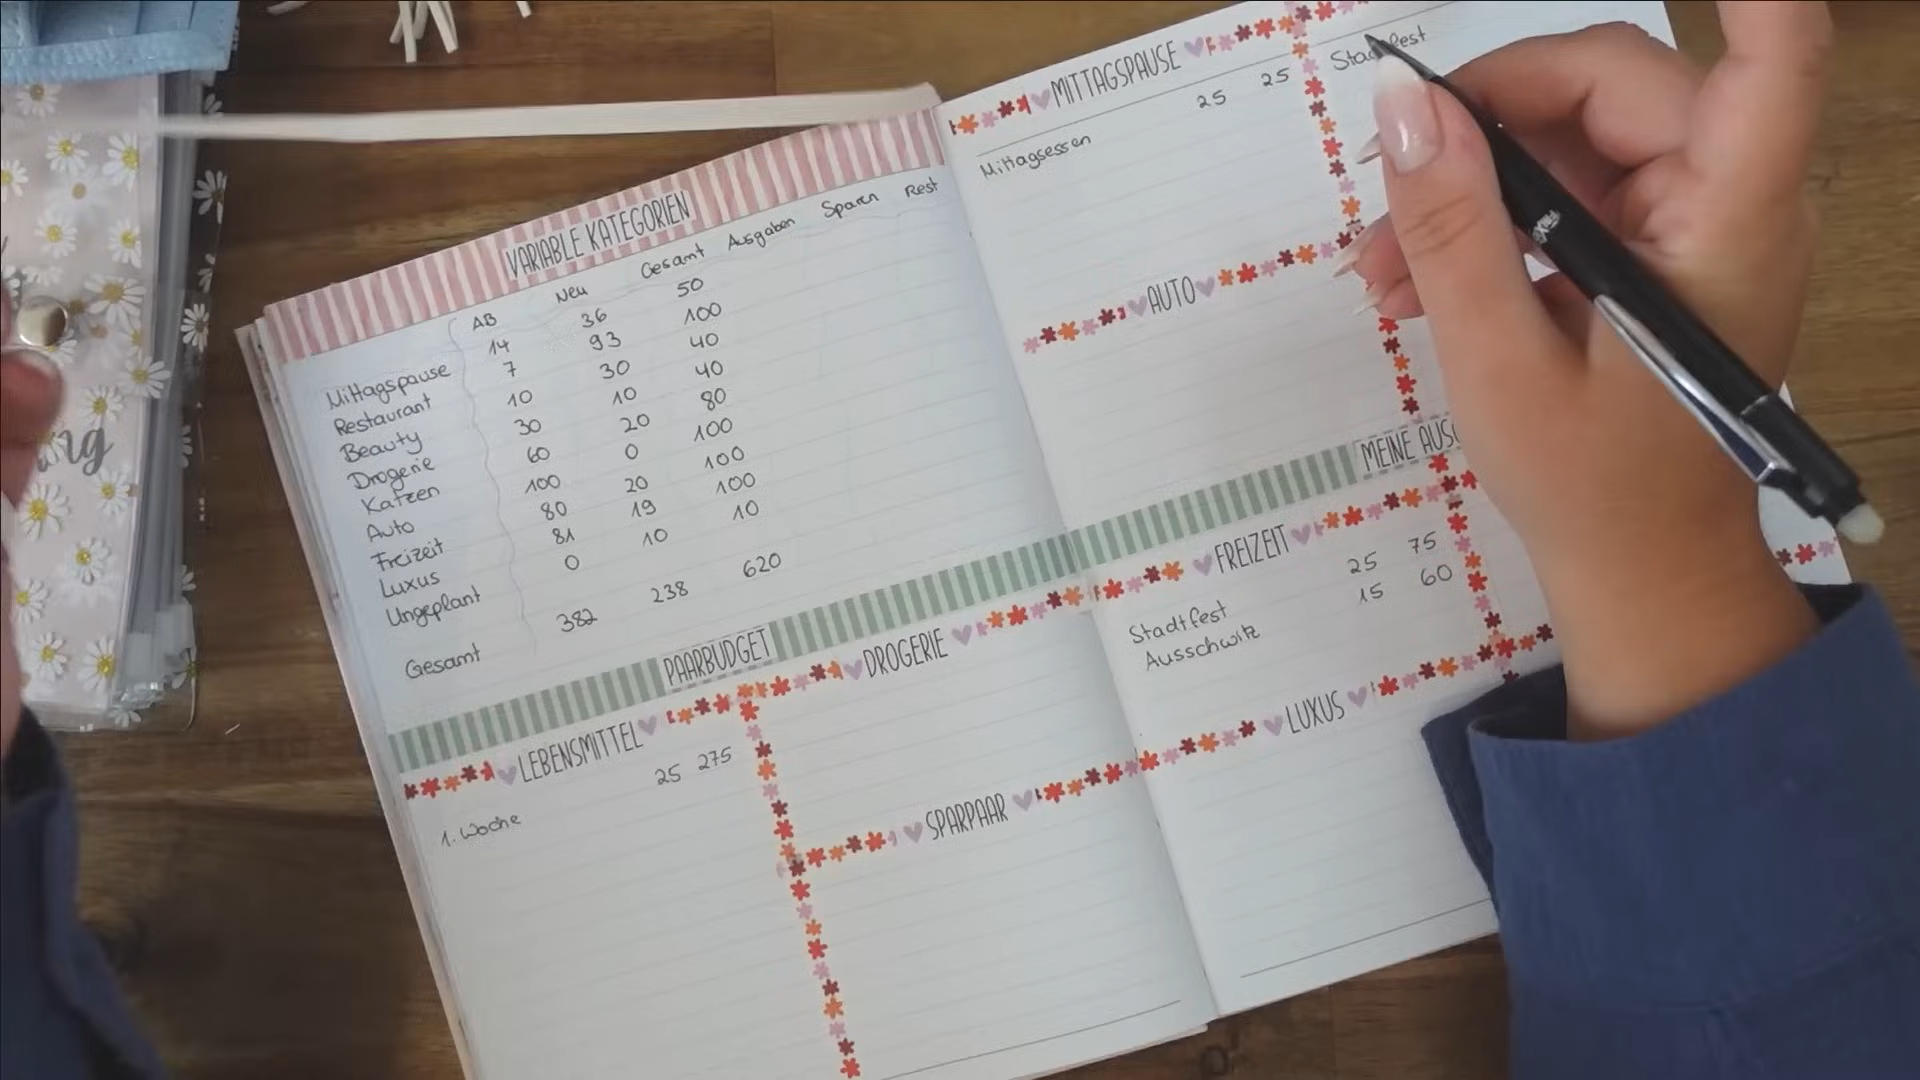 VARIABLE KATEGORIEN
AB Neu Gesamt Ausgaben Sparen Rest
Mittagspause 14 36 50
Restaurant 7 93 100
Beauty 10 30 40
Drogerie 30 10 40
Katzen 60 20 80
Auto 100 0 100
Freizeit 80 20 100
Luxus 81 19 100
Ungeplant 0 10 10
Gesamt 382 238 620
PAARBUDGET
LEBENSMITTEL
1. Woche 25 275
DROGERIE
SPARPAAR
MITTAGSPAUSE
Mittagsessen 25 25
AUTO
MEINE
FREIZEIT
Stadtfest 25 75
Ausschwitz 15 60
LUXUS